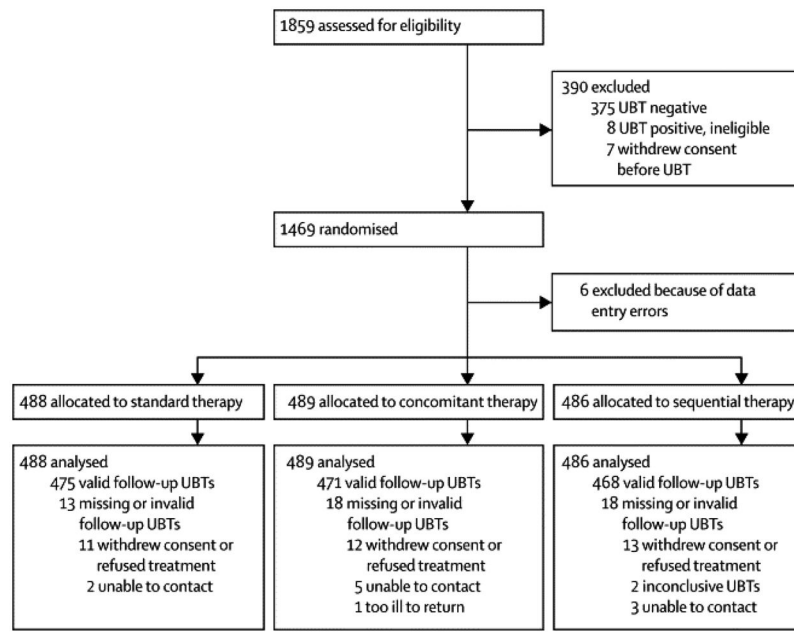 1859 assessed for eligibility
390 excluded
375 UBT negative
8 UBT positive, ineligible
7 withdrew consent
before UBT
1469 randomised
6 excluded because of data
entry errors
488 allocated to standard therapy
489 allocated to concomitant therapy
486 allocated to sequential therapy
488 analysed
475 valid follow-up UBTs
13 missing or invalid
follow-up UBTs
11 withdrew consent or
refused treatment
2 unable to contact
489 analysed
471 valid follow-up UBTs
18 missing or invalid
follow-up UBTs
12 withdrew consent or
refused treatment
5 unable to contact
1 too ill to return
486 analysed
468 valid follow-up UBTs
18 missing or invalid
follow-up UBTs
13 withdrew consent or
refused treatment
2 inconclusive UBTs
3 unable to contact